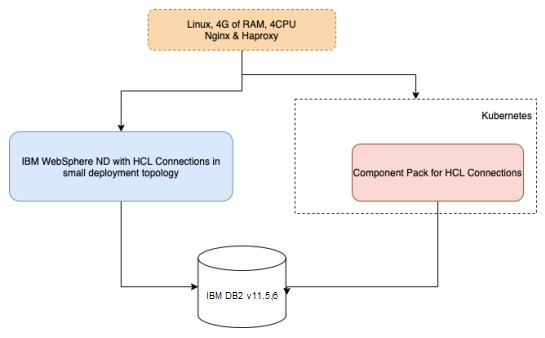 Linux, 4G of RAM, 4CPU
Nginx & Haproxy
Kubernetes
IBM WebSphere ND with HCL Connections in
small deployment topology
Component Pack for HCL Connections
IBM DB2 v11.5,6